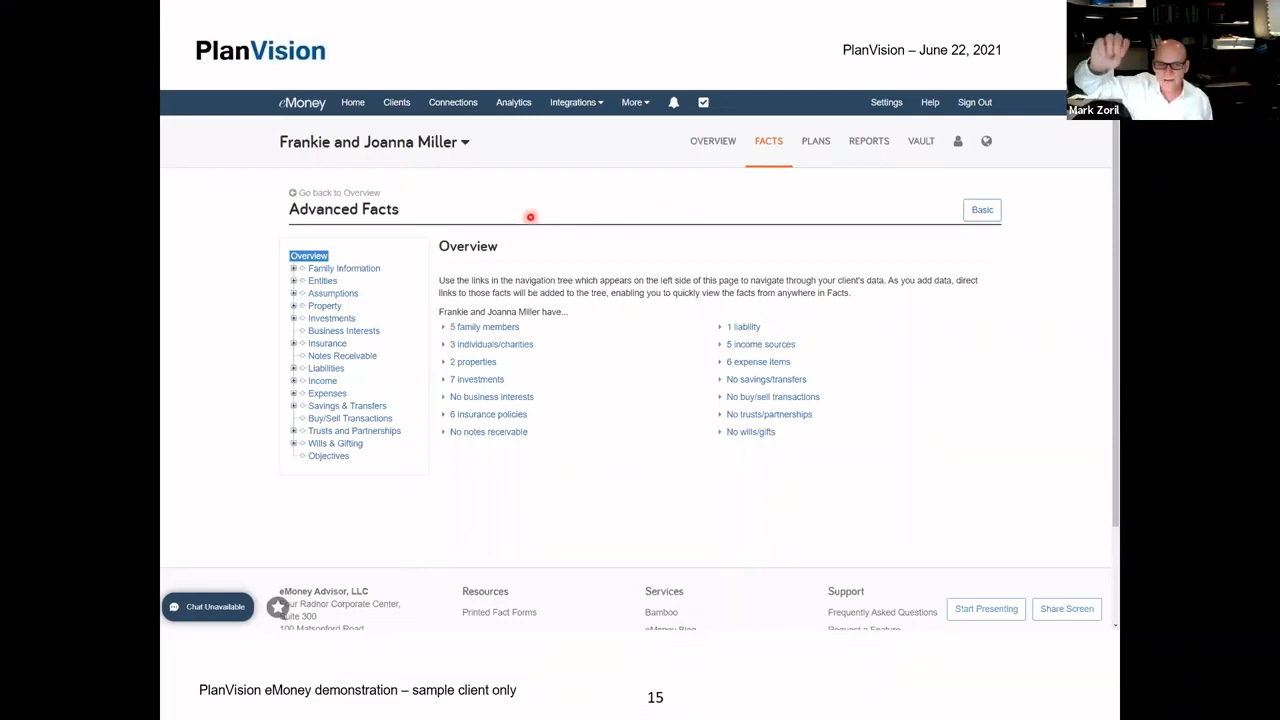 PlanVision
PlanVision – June 22, 2021
Mark Zoril
eMoney Home Clients Connections Analytics Integrations More Settings Help Sign Out
Frankie and Joanna Miller
OVERVIEW FACTS PLANS REPORTS VAULT
Go back to Overview
Advanced Facts
Basic
Overview
Family Information
Entities
Assumptions
Property
Investments
Business Interests
Insurance
Notes Receivable
Liabilities
Income
Expenses
Savings & Transfers
Buy/Sell Transactions
Trusts and Partnerships
Wills & Gifting
Objectives
Overview
Use the links in the navigation tree which appears on the left side of this page to navigate through your client's data. As you add data, direct
links to those facts will be added to the tree, enabling you to quickly view the facts from anywhere in Facts.
Frankie and Joanna Miller have...
5 family members
3 individuals/charities
2 properties
7 investments
No business interests
6 insurance policies
No notes receivable
1 liability
5 income sources
6 expense items
No savings/transfers
No buy/sell transactions
No trusts/partnerships
No wills/gifts
Chat Unavailable
eMoney Advisor, LLC
Radnor Corporate Center,
300
100 Matsonford Road
Resources
Printed Fact Forms
Services
Bamboo
eMoney Blog
Support
Frequently Asked Questions
Request a Feature
Start Presenting
Share Screen
PlanVision eMoney demonstration – sample client only
15